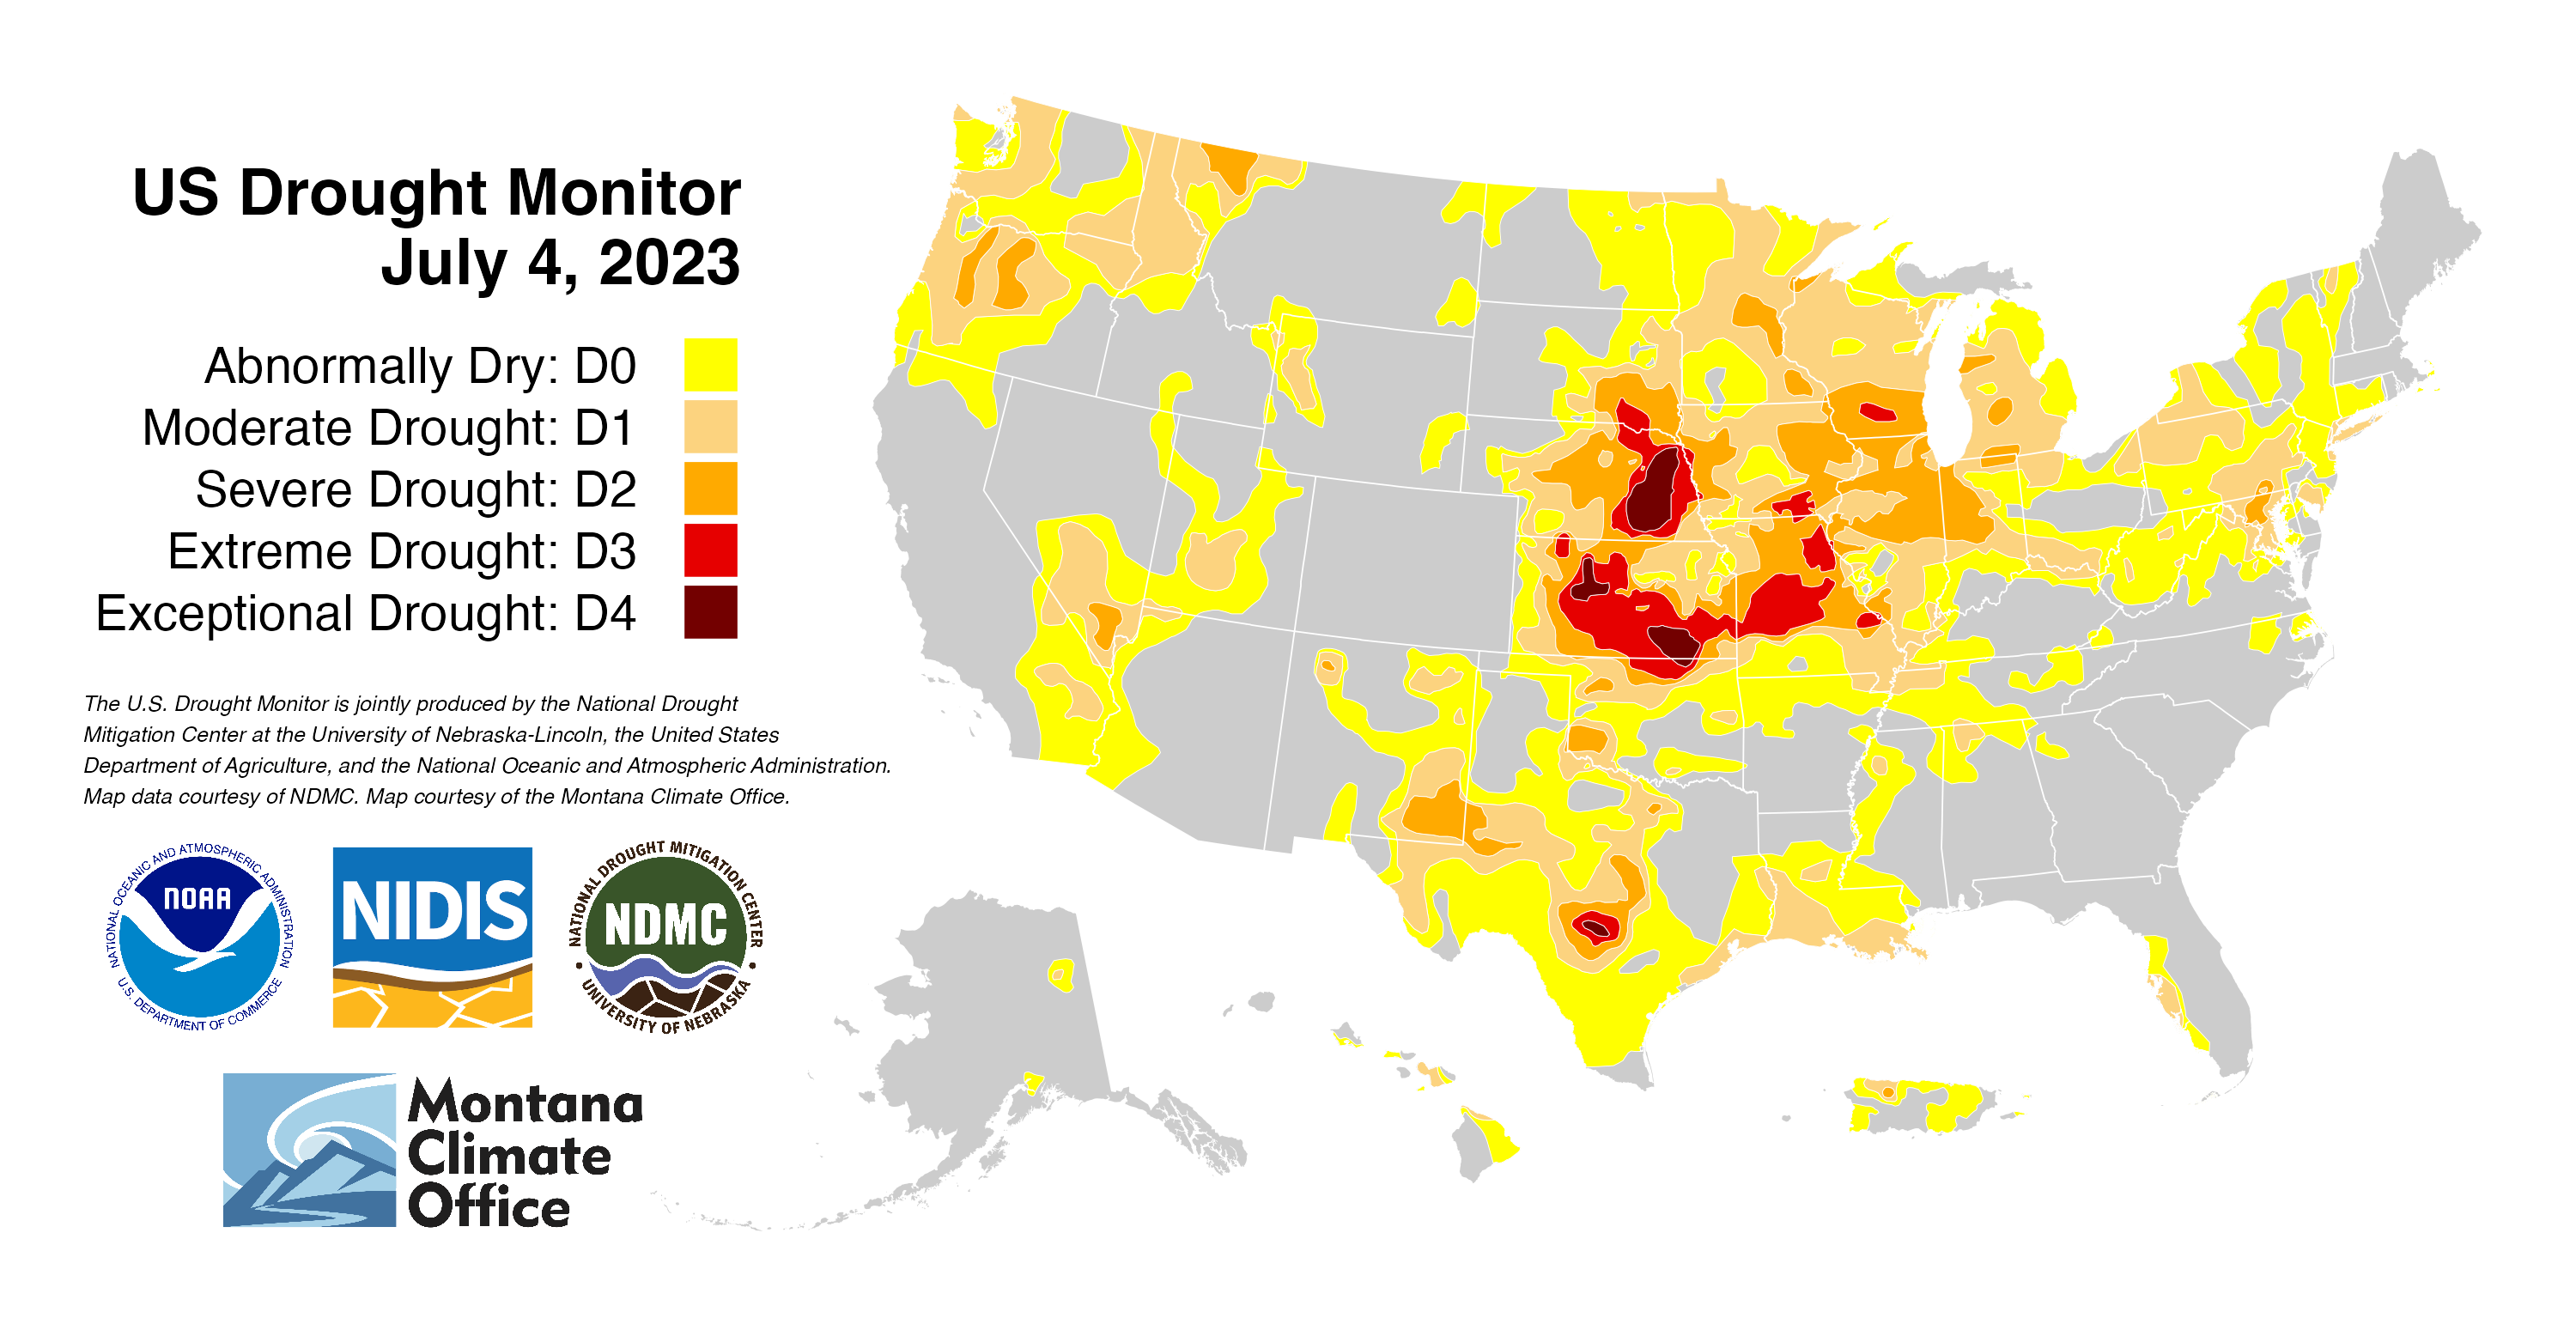 US Drought Monitor
July 4, 2023
Abnormally Dry: D0
Moderate Drought: D1
Severe Drought: D2
Extreme Drought: D3
Exceptional Drought: D4
The U.S. Drought Monitor is jointly produced by the National Drought
Mitigation Center at the University of Nebraska-Lincoln, the United States
Department of Agriculture, and the National Oceanic and Atmospheric Administration.
Map data courtesy of NDMC. Map courtesy of the Montana Climate Office.
NATIONAL OCEANIC AND ATMOSPHERIC ADMINISTRATION
NOAA
U.S. DEPARTMENT OF COMMERCE
NIDIS
NATIONAL DROUGHT MITIGATION CENTER
NDMC
UNIVERSITY OF NEBRASKA
Montana
Climate
Office